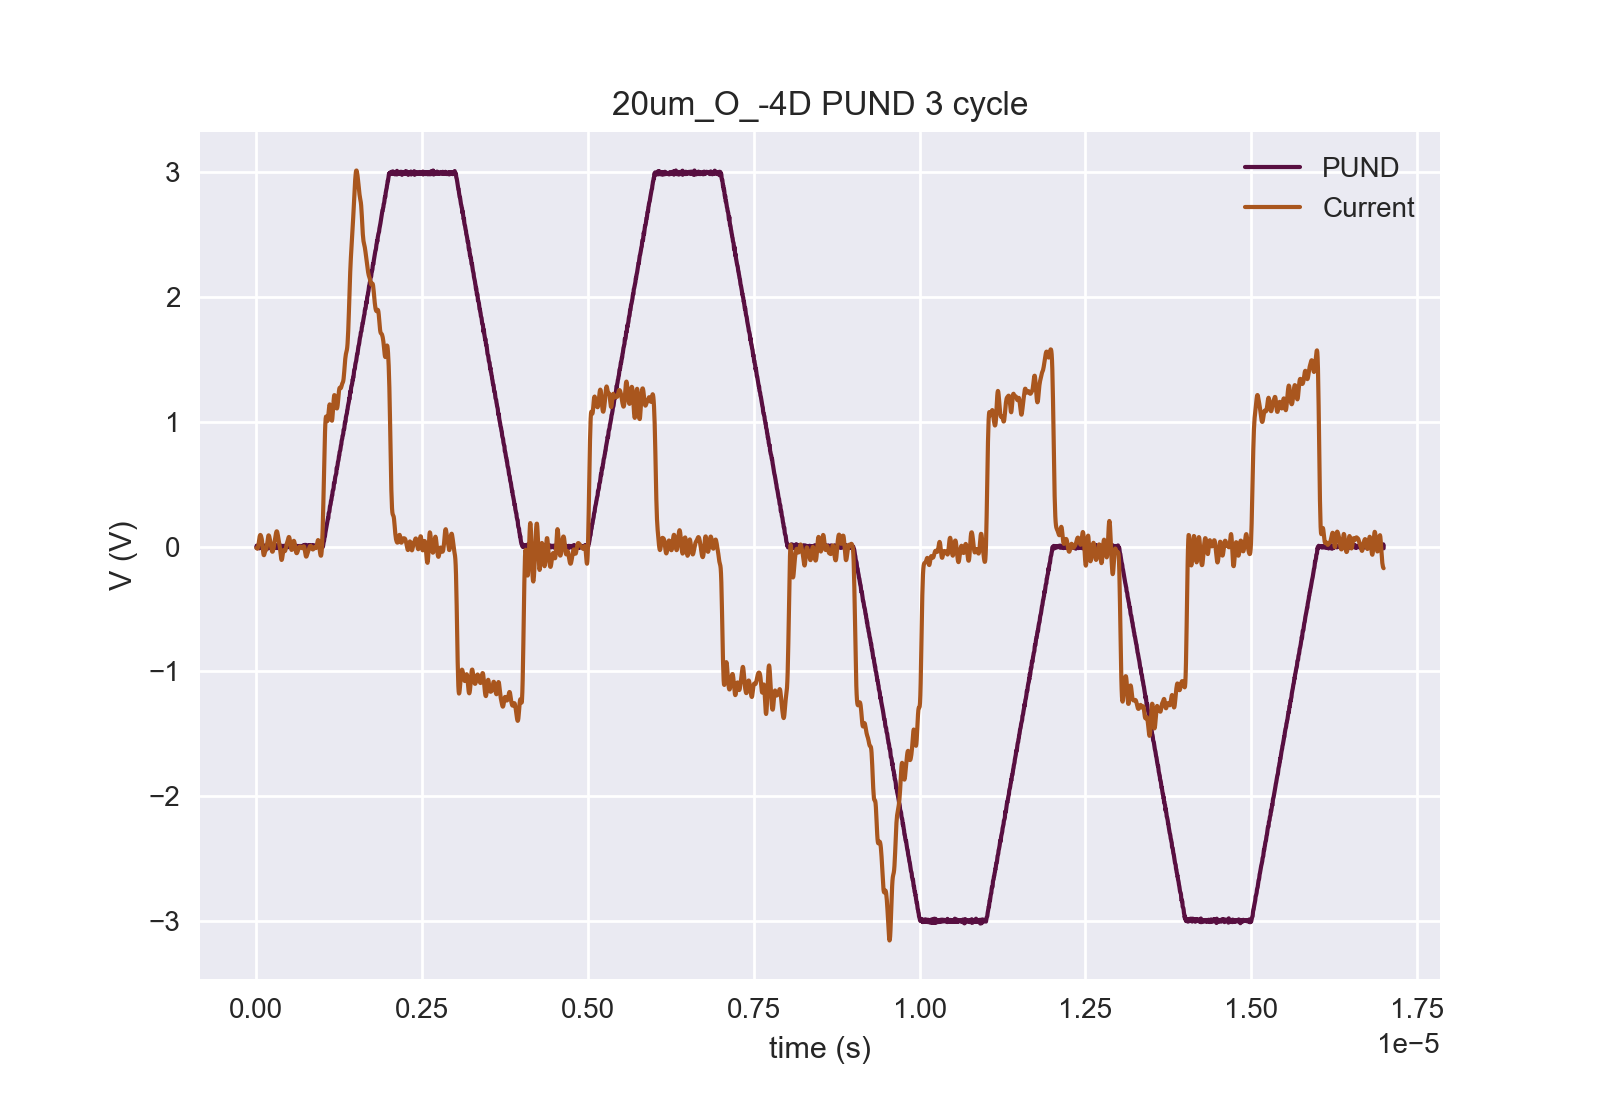 20um_O_-4D PUND 3 cycle
PUND
Current
3
2
1
0
−1
−2
−3
V (V)
0.00 0.25 0.50 0.75 1.00 1.25 1.50 1.75
time (s)
1e−5